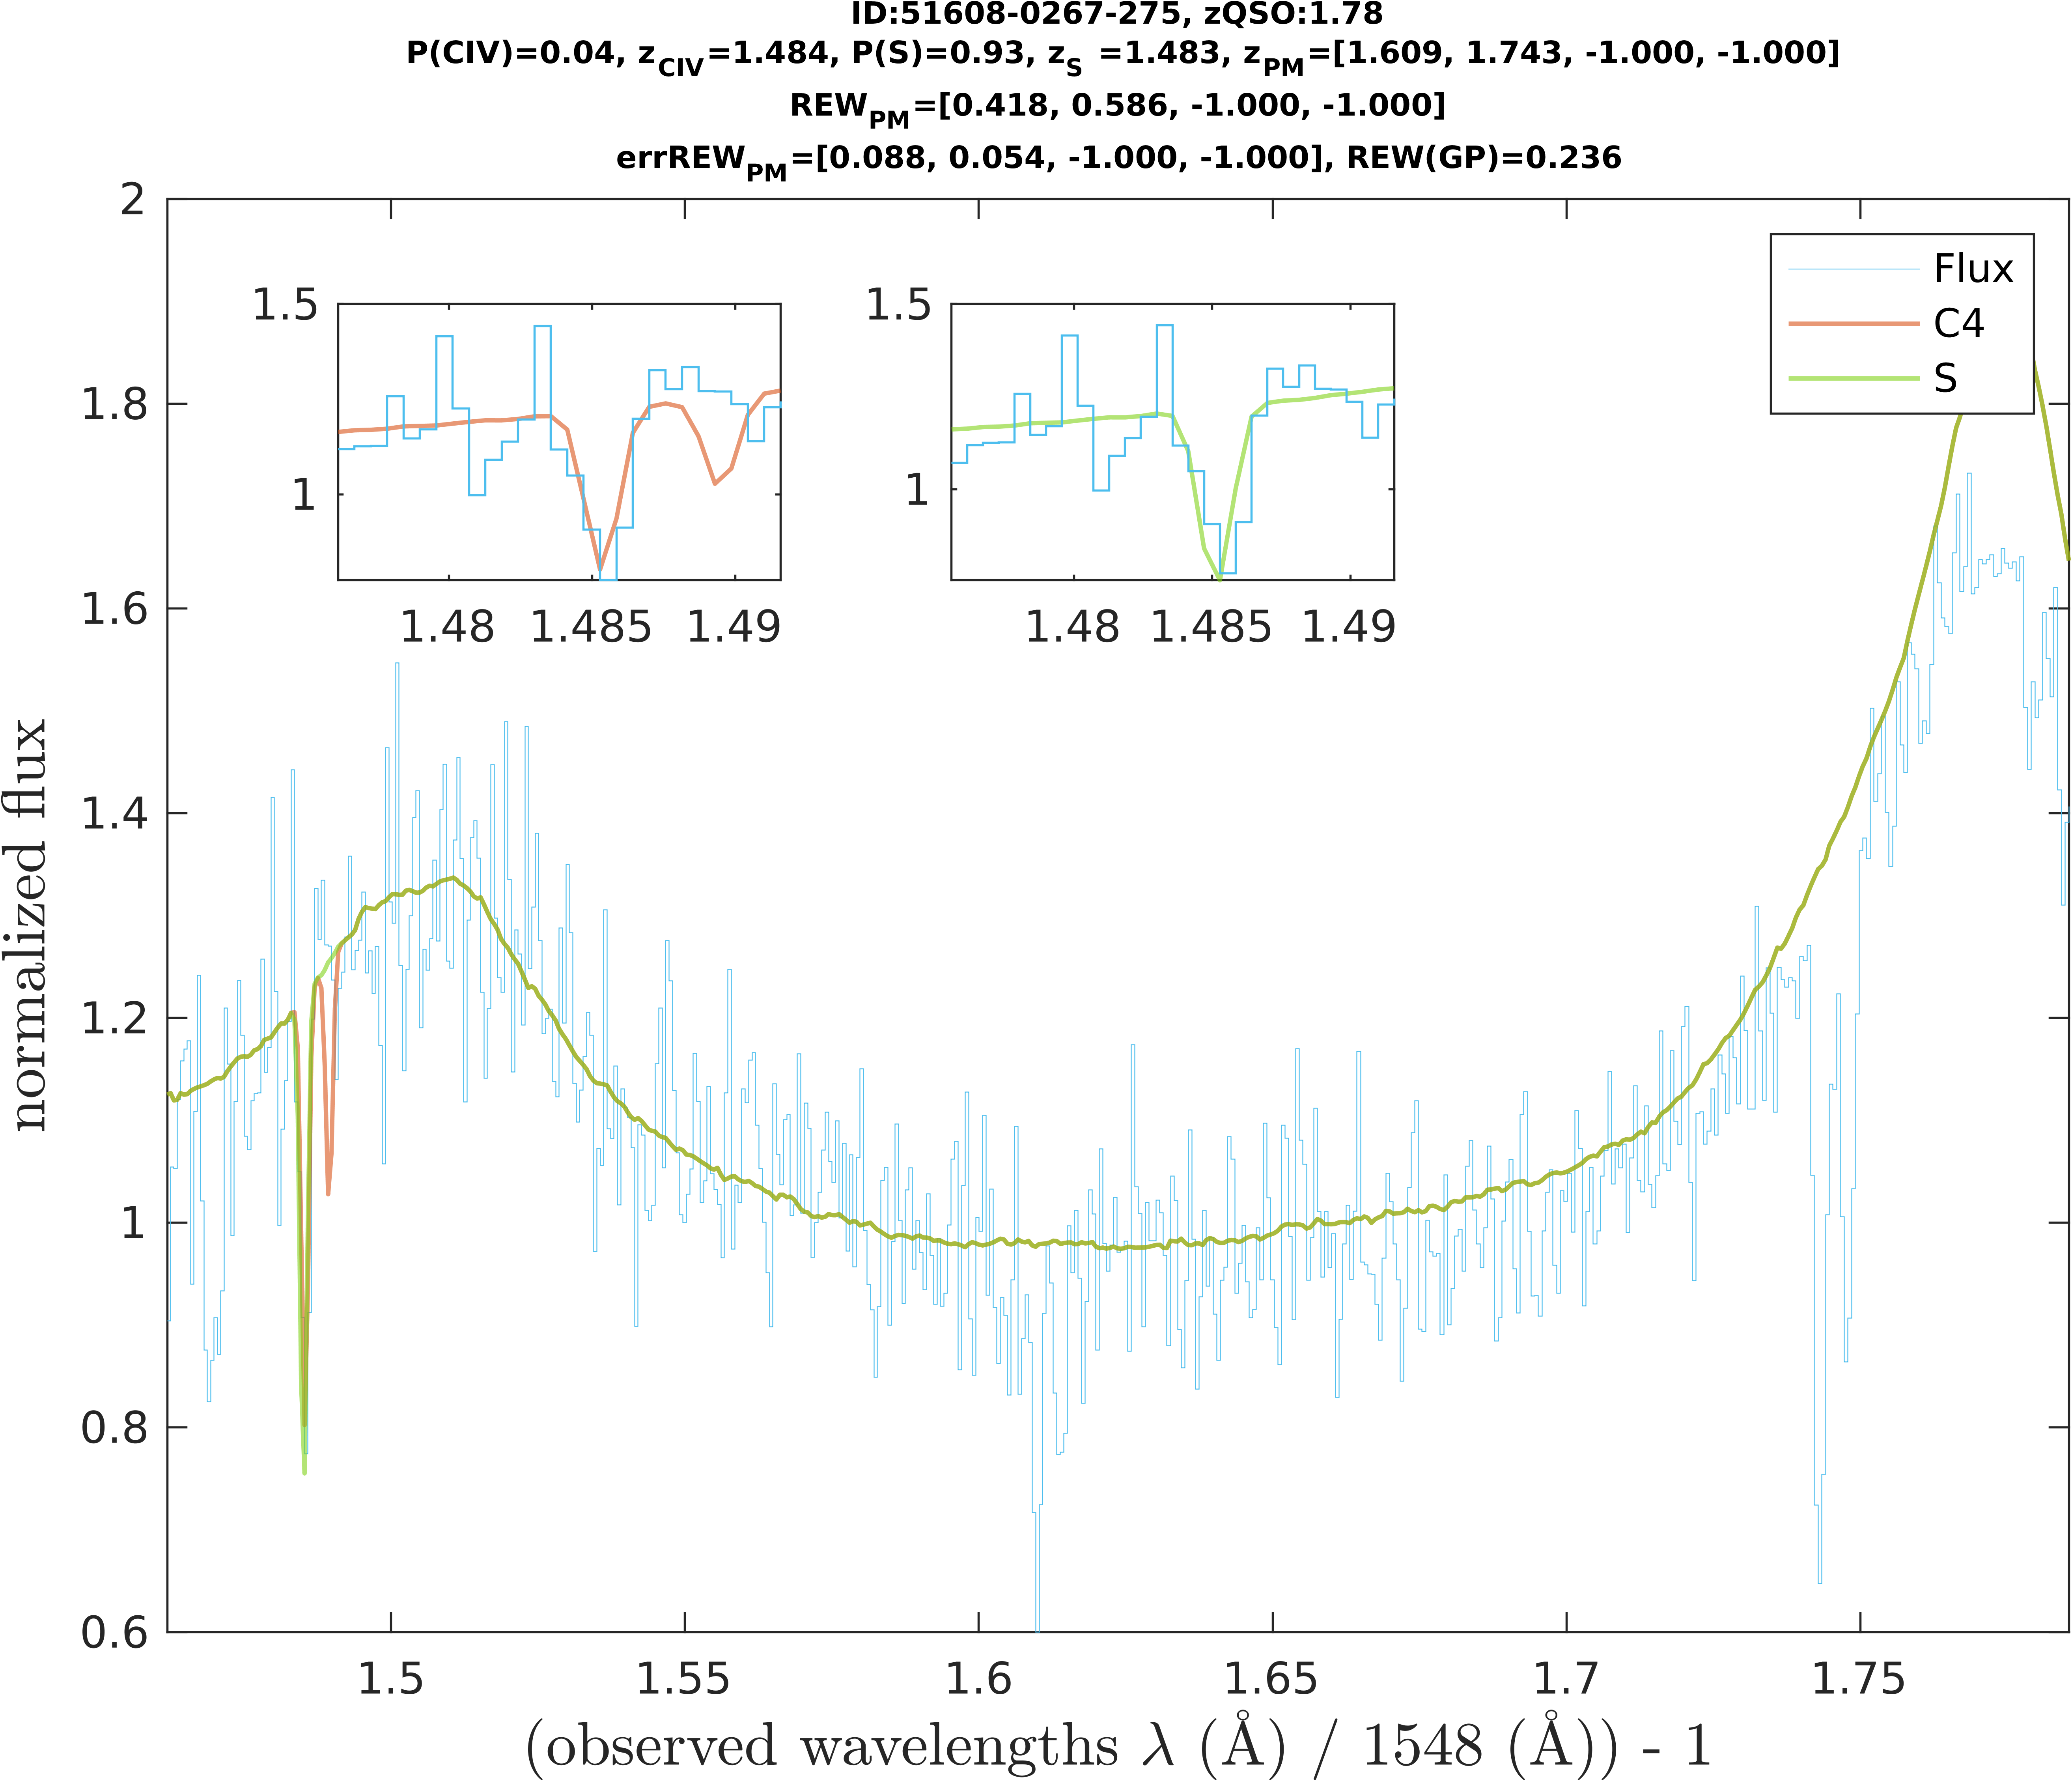 ID:51608-0267-275, zQSO:1.78
P(CIV)=0.04, zCIV=1.484, P(S)=0.93, zS =1.483, zPM=[1.609, 1.743, -1.000, -1.000]
REWPM=[0.418, 0.586, -1.000, -1.000]
errREWPM=[0.088, 0.054, -1.000, -1.000], REW(GP)=0.236
2
1.8
1.6
1.4
1.2
1
0.8
0.6
normalized flux
1.5
1
1.48 1.485 1.49
1.5
1
1.48 1.485 1.49
Flux
C4
S
1.5 1.55 1.6 1.65 1.7 1.75
(observed wavelengths λ (Å) / 1548 (Å)) - 1